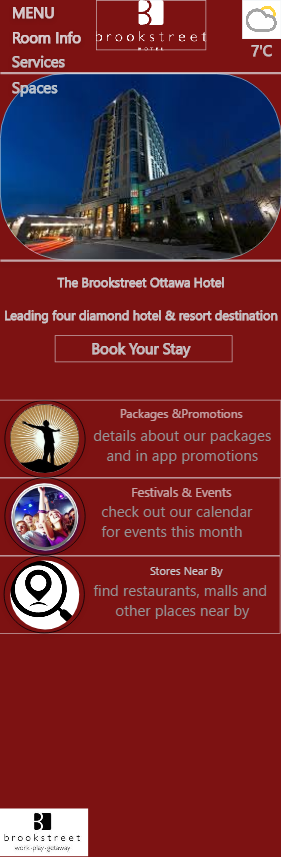 MENU
Room Info
Services
Spaces
brookstreet
HOTEL
7'C
The Brookstreet Ottawa Hotel
Leading four diamond hotel & resort destination
Book Your Stay
Packages &Promotions
details about our packages
and in app promotions
Festivals & Events
check out our calendar
for events this month
Stores Near By
find restaurants, malls and
other places near by
brookstreet
work·play·getaway